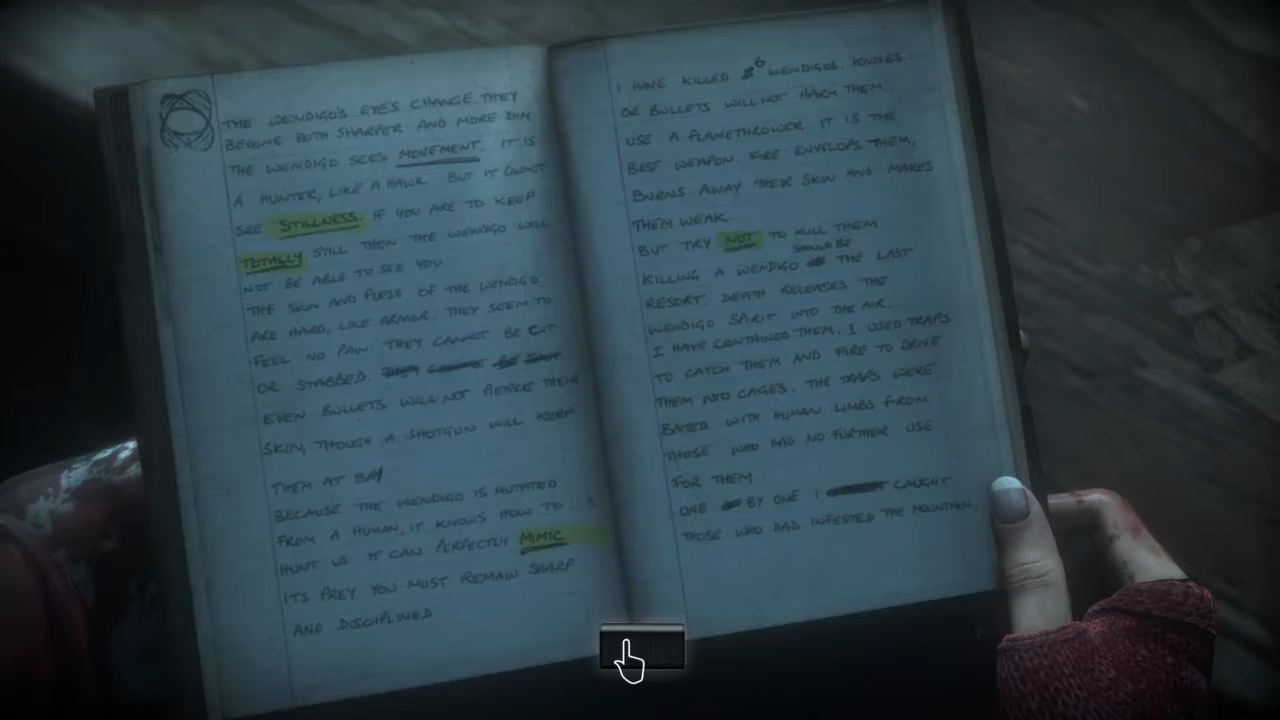 THE WENDIGO'S EYES CHANGE. THEY
BECOME BOTH SHARPER AND MORE DIM
THE WENDIGO SEES MOVEMENT. IT IS
A HUNTER, LIKE A HAWK BUT IT CANNOT
SEE STILLNESS. IF YOU ARE TO KEEP
TOTALLY STILL THEN THE WENDIGO WILL
NOT BE ABLE TO SEE YOU
THE SKIN AND FLESH OF THE WENDIGO
ARE HARD, LIKE ARMOR. THEY SEEM TO
FEEL NO PAIN. THEY CANNOT BE CUT
OR STABBED. THEY CANNOT BE SHOT
EVEN BULLETS WILL NOT PIERCE THEIR
SKIN, THOUGH A SHOTGUN WILL KEEP
THEM AT BAY
BECAUSE THE WENDIGO IS MUTATED
FROM A HUMAN, IT KNOWS HOW TO
HUNT US IT CAN PERFECTLY MIMIC
ITS PREY YOU MUST REMAIN SHARP
AND DISCIPLINED
I HAVE KILLED 6 WENDIGOS. KNIVES
OR BULLETS WILL NOT HARM THEM
USE A FLAMETHROWER IT IS THE
BEST WEAPON. FIRE ENVELOPS THEM,
BURNS AWAY THEIR SKIN AND MAKES
THEM WEAK.
BUT TRY NOT TO KILL THEM
KILLING A WENDIGO SHOULD BE THE LAST
RESORT. DEATH RELEASES THE
WENDIGO SPIRIT INTO THE AIR.
I HAVE CONTAINED THEM. I USED TRAPS
TO CATCH THEM AND FIRE TO DRIVE
THEM INTO CAGES. THE TRAPS WERE
BATED WITH HUMAN LIMBS FROM
THOSE WHO HAD NO FURTHER USE
FOR THEM
ONE BY ONE I CAUGHT
THOSE WHO HAD INFESTED THE MOUNTAIN.